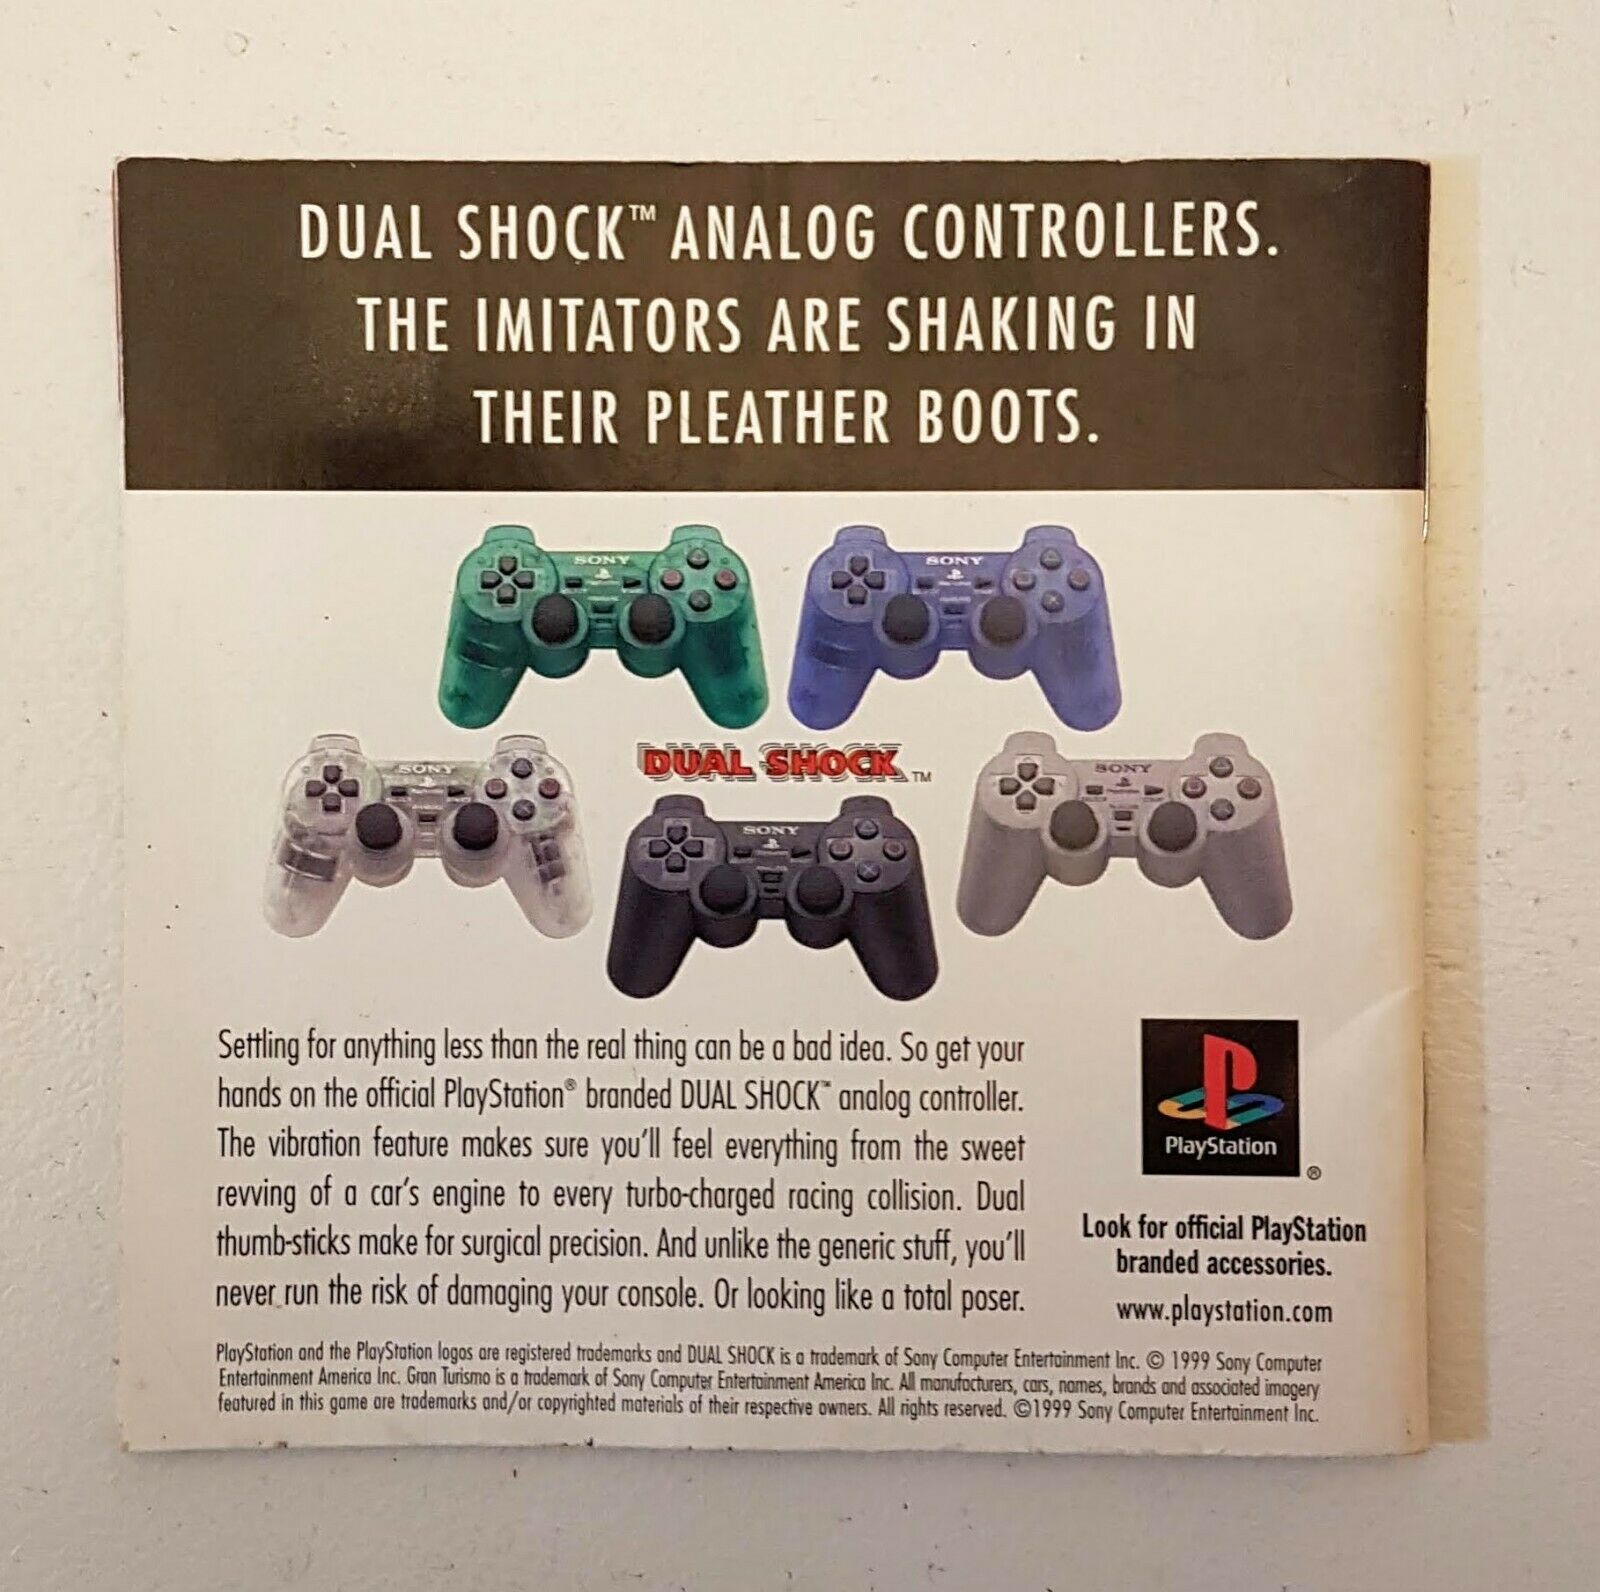 DUAL SHOCK™ ANALOG CONTROLLERS.
THE IMITATORS ARE SHAKING IN
THEIR PLEATHER BOOTS.
SONY
SONY
SONY
DUAL SHOCK™
SONY
SONY
Settling for anything less than the real thing can be a bad idea. So get your
hands on the official PlayStation® branded DUAL SHOCK™ analog controller.
The vibration feature makes sure you'll feel everything from the sweet
revving of a car's engine to every turbo-charged racing collision. Dual
thumb-sticks make for surgical precision. And unlike the generic stuff, you'll
never run the risk of damaging your console. Or looking like a total poser.
PlayStation
®
Look for official PlayStation
branded accessories.
www.playstation.com
PlayStation and the PlayStation logos are registered trademarks and DUAL SHOCK is a trademark of Sony Computer Entertainment Inc. © 1999 Sony Computer
Entertainment America Inc. Gran Turismo is a trademark of Sony Computer Entertainment America Inc. All manufacturers, cars, names, brands and associated imagery
featured in this game are trademarks and/or copyrighted materials of their respective owners. All rights reserved. ©1999 Sony Computer Entertainment Inc.